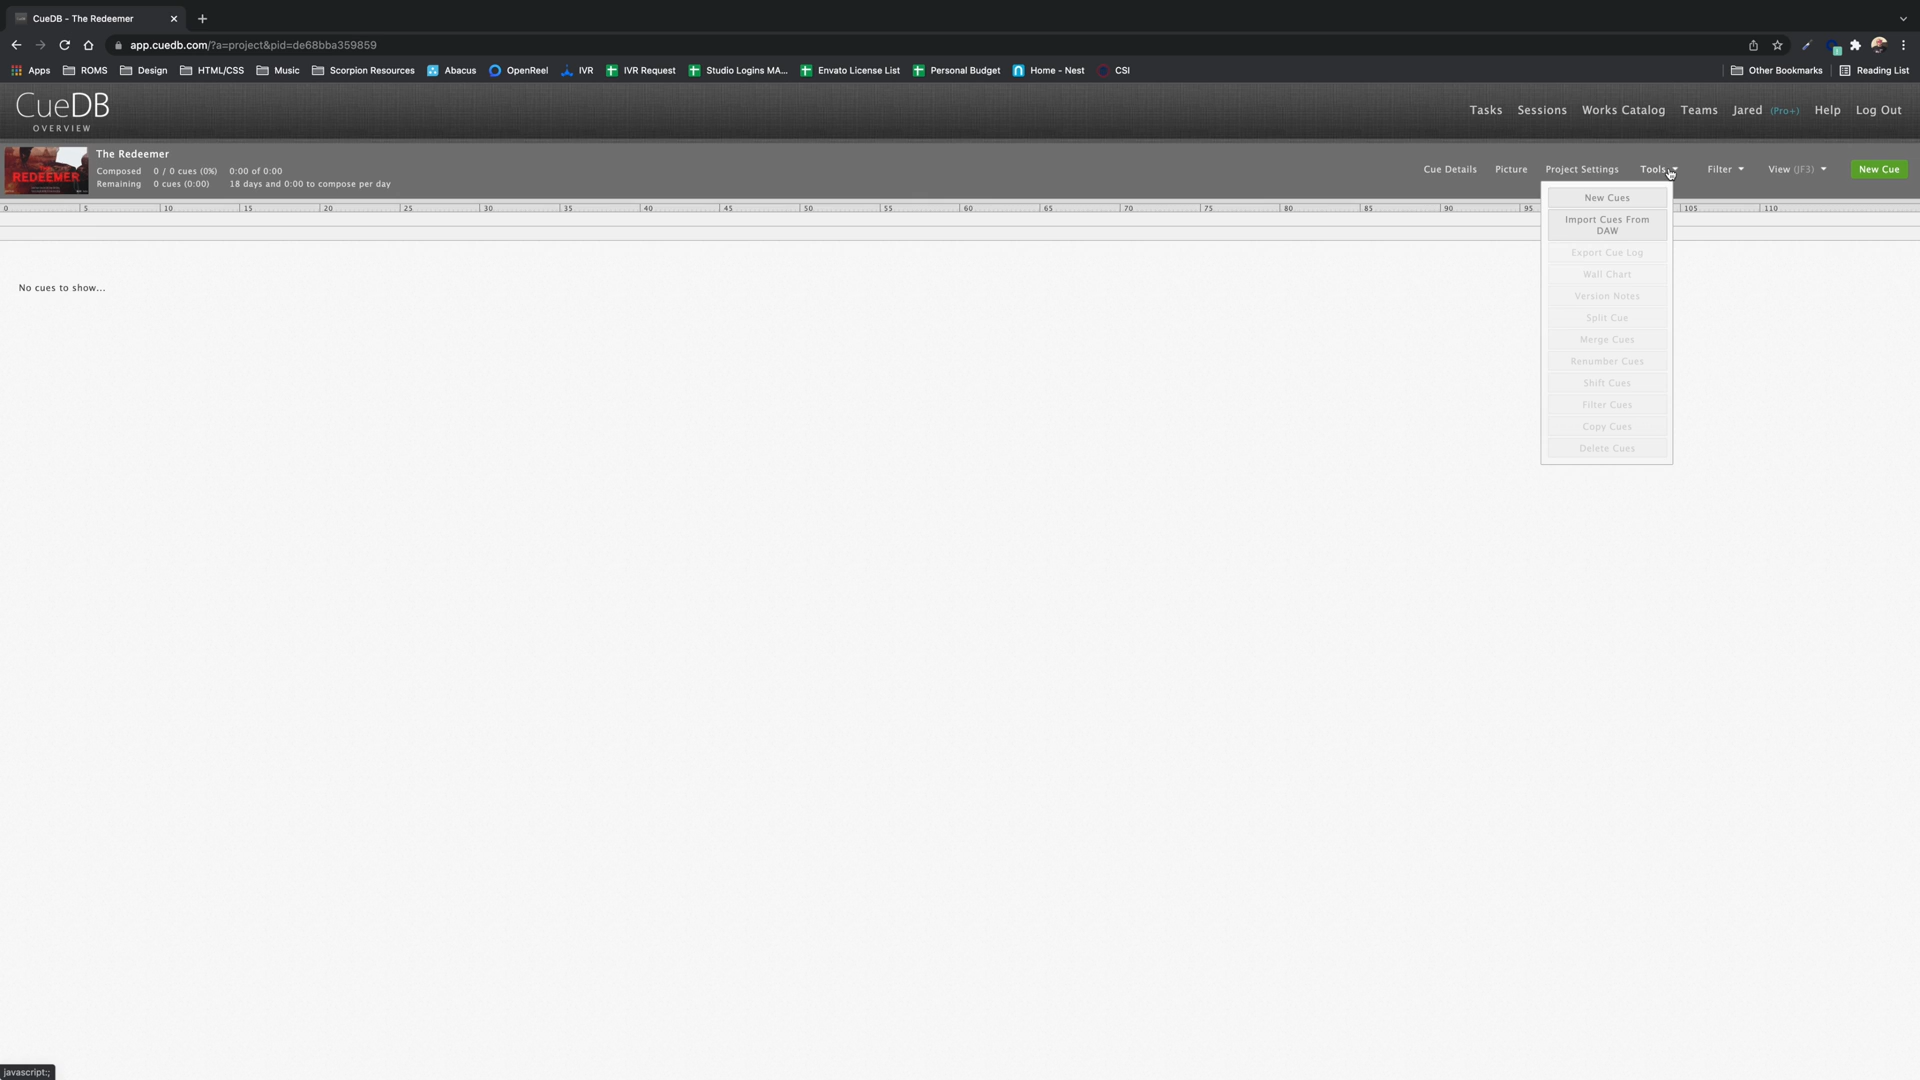 CueDB - The Redeemer
app.cuedb.com/?a=project&pid=de68bba359859
Apps ROMS Design HTML/CSS Music Scorpion Resources Abacus OpenReel IVR IVR Request Studio Logins MA... Envato License List Personal Budget Home - Nest CSI Other Bookmarks Reading List
CueDB
OVERVIEW
Tasks Sessions Works Catalog Teams Jared (Pro+) Help Log Out
REDEEMER
The Redeemer
Composed 0 / 0 cues (0%) 0:00 of 0:00
Remaining 0 cues (0:00) 18 days and 0:00 to compose per day
Cue Details Picture Project Settings Tools Filter View (JF3) New Cue
0 5 10 15 20 25 30 35 40 45 50 55 60 65 70 75 80 85 90 95 105 110
No cues to show...
New Cues
Import Cues From
DAW
Export Cue Log
Wall Chart
Version Notes
Split Cue
Merge Cues
Renumber Cues
Shift Cues
Filter Cues
Copy Cues
Delete Cues
javascript:;